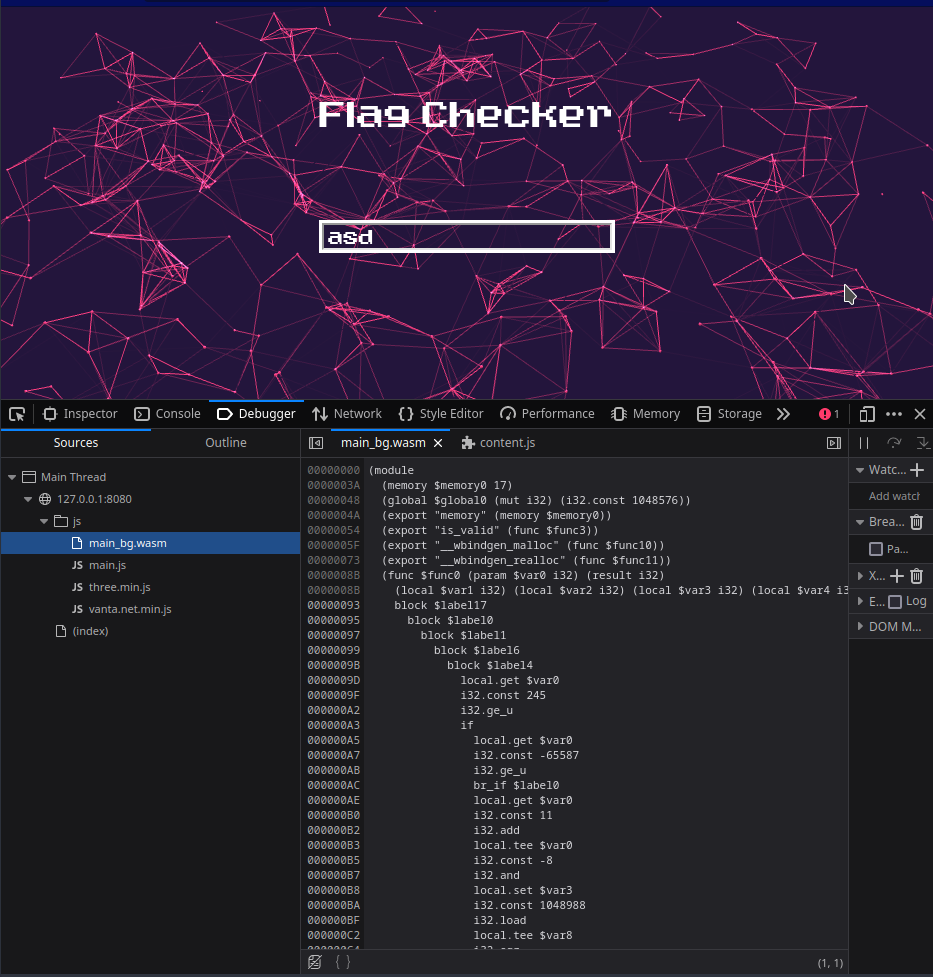 Flag Checker
asd
Inspector Console Debugger Network Style Editor Performance Memory Storage 1
Sources Outline
main_bg.wasm content.js
Main Thread
127.0.0.1:8080
js
main_bg.wasm
JS main.js
JS three.min.js
JS vanta.net.min.js
(index)
00000000 (module
0000003A (memory $memory0 17)
00000048 (global $global0 (mut i32) (i32.const 1048576))
0000004A (export "memory" (memory $memory0))
00000054 (export "is_valid" (func $func3))
0000005F (export "__wbindgen_malloc" (func $func10))
00000073 (export "__wbindgen_realloc" (func $func11))
0000008B (func $func0 (param $var0 i32) (result i32)
0000008B (local $var1 i32) (local $var2 i32) (local $var3 i32) (local $var4 i3
00000093 block $label17
00000095 block $label0
00000097 block $label1
00000099 block $label6
0000009B block $label4
0000009D local.get $var0
0000009F i32.const 245
000000A2 i32.ge_u
000000A3 if
000000A5 local.get $var0
000000A7 i32.const -65587
000000AB i32.ge_u
000000AC br_if $label0
000000AE local.get $var0
000000B0 i32.const 11
000000B2 i32.add
000000B3 local.tee $var0
000000B5 i32.const -8
000000B7 i32.and
000000B8 local.set $var3
000000BA i32.const 1048988
000000BF i32.load
000000C2 local.tee $var8
(1, 1)
Watc...
Add watch
Brea...
Pa...
X...
E... Log
DOM M...